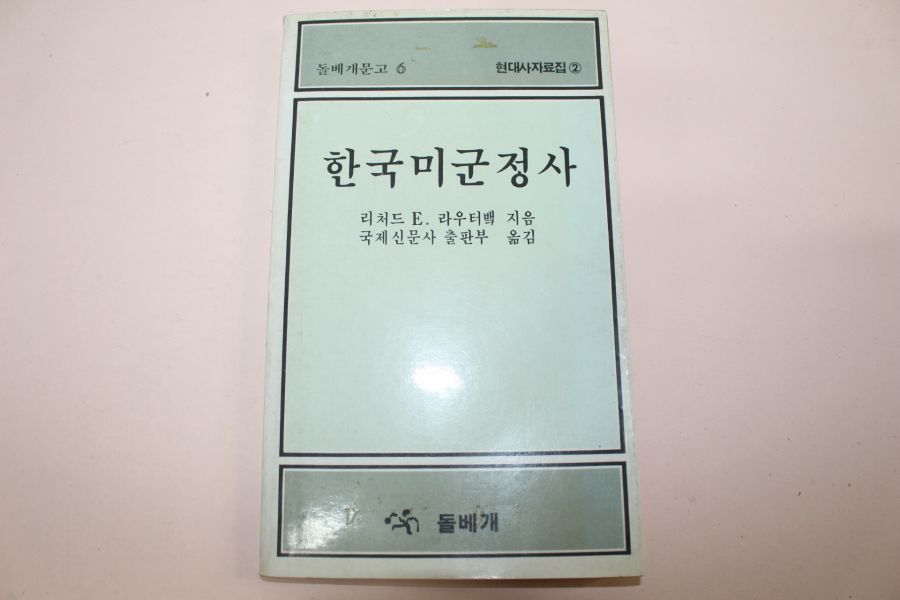 돌베개문고 ⑥ 현대사자료집②
한국미군정사
리처드 E. 라우터백 지음
국제신문사 출판부 옮김
돌베개